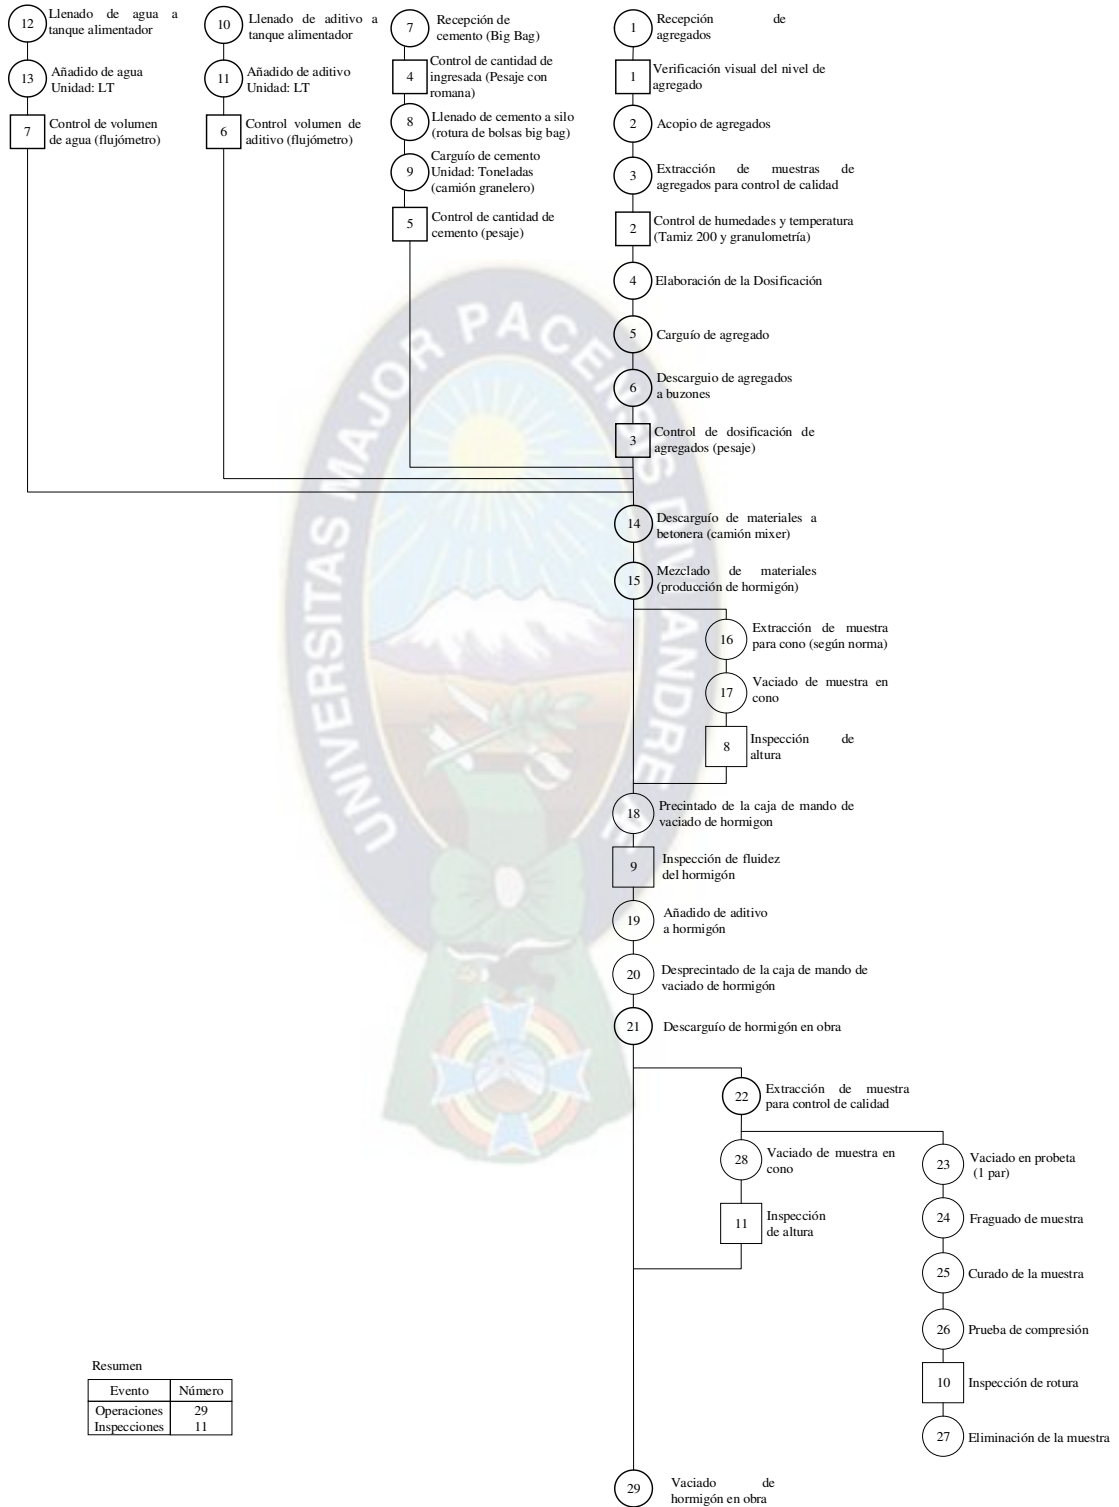 12
Llenado de agua a
tanque alimentador
13
Añadido de agua
Unidad: LT
7
Control de volumen
de agua (flujómetro)
10
Llenado de aditivo a
tanque alimentador
11
Añadido de aditivo
Unidad: LT
6
Control volumen de
aditivo (flujómetro)
7
Recepción de
cemento (Big Bag)
4
Control de cantidad de
ingresada (Pesaje con
romana)
8
Llenado de cemento a silo
(rotura de bolsas big bag)
9
Carguío de cemento
Unidad: Toneladas
(camión granelero)
5
Control de cantidad de
cemento (pesaje)
1
Recepción de
agregados
1
Verificación visual del nivel de
agregado
2
Acopio de agregados
3
Extracción de muestras de
agregados para control de calidad
2
Control de humedades y temperatura
(Tamiz 200 y granulometría)
4
Elaboración de la Dosificación
5
Carguío de agregado
6
Descarguio de agregados
a buzones
3
Control de dosificación de
agregados (pesaje)
14
Descarguío de materiales a
betonera (camión mixer)
15
Mezclado de materiales
(producción de hormigón)
16
Extracción de muestra
para cono (según norma)
17
Vaciado de muestra en
cono
8
Inspección de
altura
18
Precintado de la caja de mando de
vaciado de hormigon
9
Inspección de fluidez
del hormigón
19
Añadido de aditivo
a hormigón
20
Desprecintado de la caja de mando de
vaciado de hormigón
21
Descarguío de hormigón en obra
22
Extracción de muestra
para control de calidad
28
Vaciado de muestra en
cono
11
Inspección
de altura
23
Vaciado en probeta
(1 par)
24
Fraguado de muestra
25
Curado de la muestra
26
Prueba de compresión
10
Inspección de rotura
27
Eliminación de la muestra
29
Vaciado de
hormigón en obra
Resumen
Evento Número
Operaciones 29
Inspecciones 11
UNIVERSITAS MAJOR PACENSIS DIVI ANDREÆ